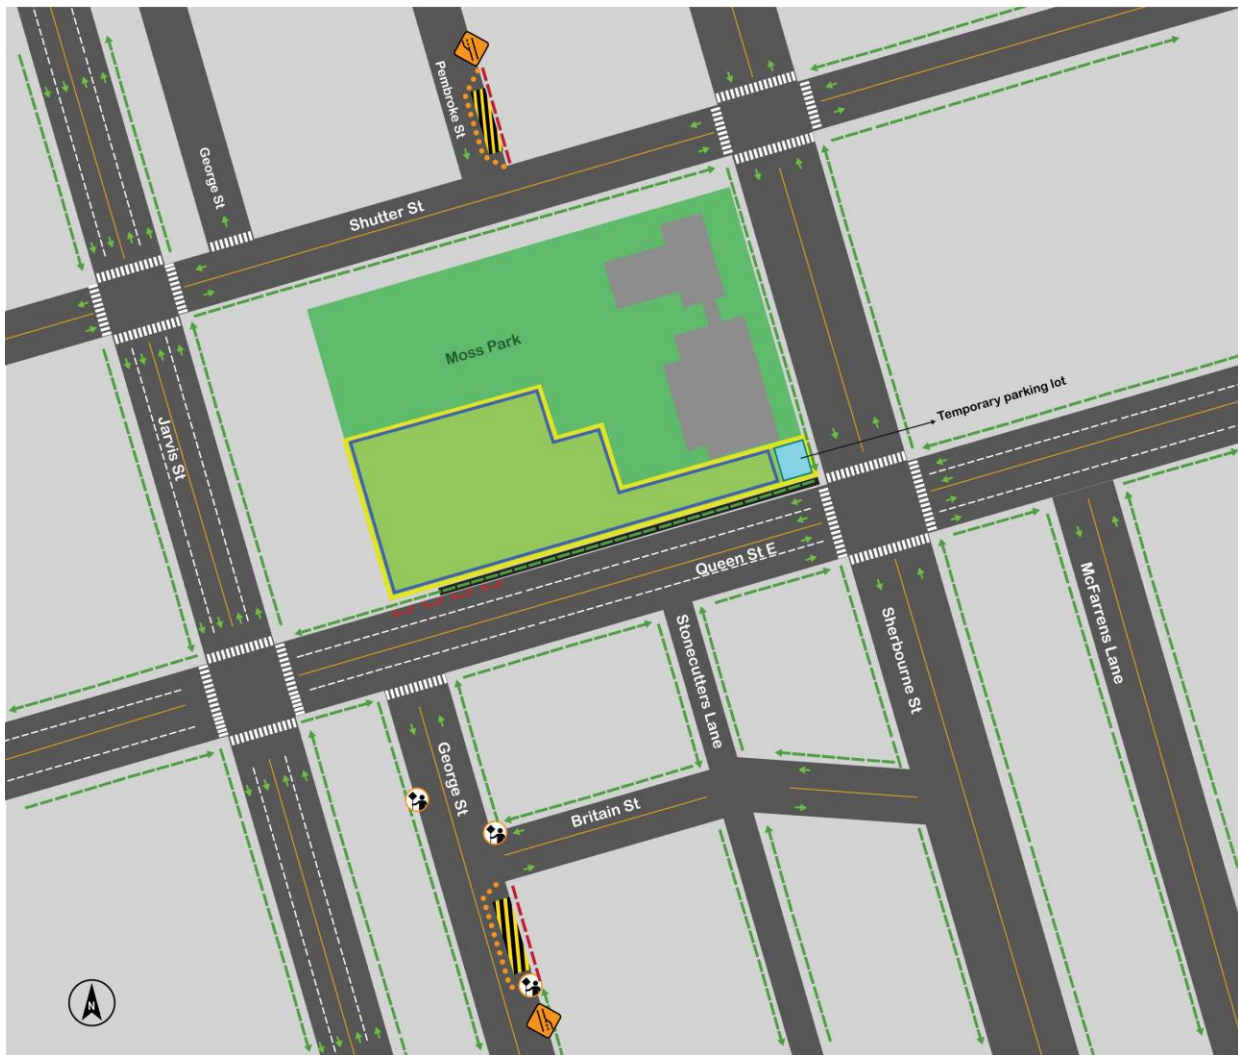 Pembroke St
George St
Shutter St
Moss Park
Temporary parking lot
Jarvis St
Queen St E
Stonecutters Lane
Sherbourne St
McFarrens Lane
George St
Britain St
N